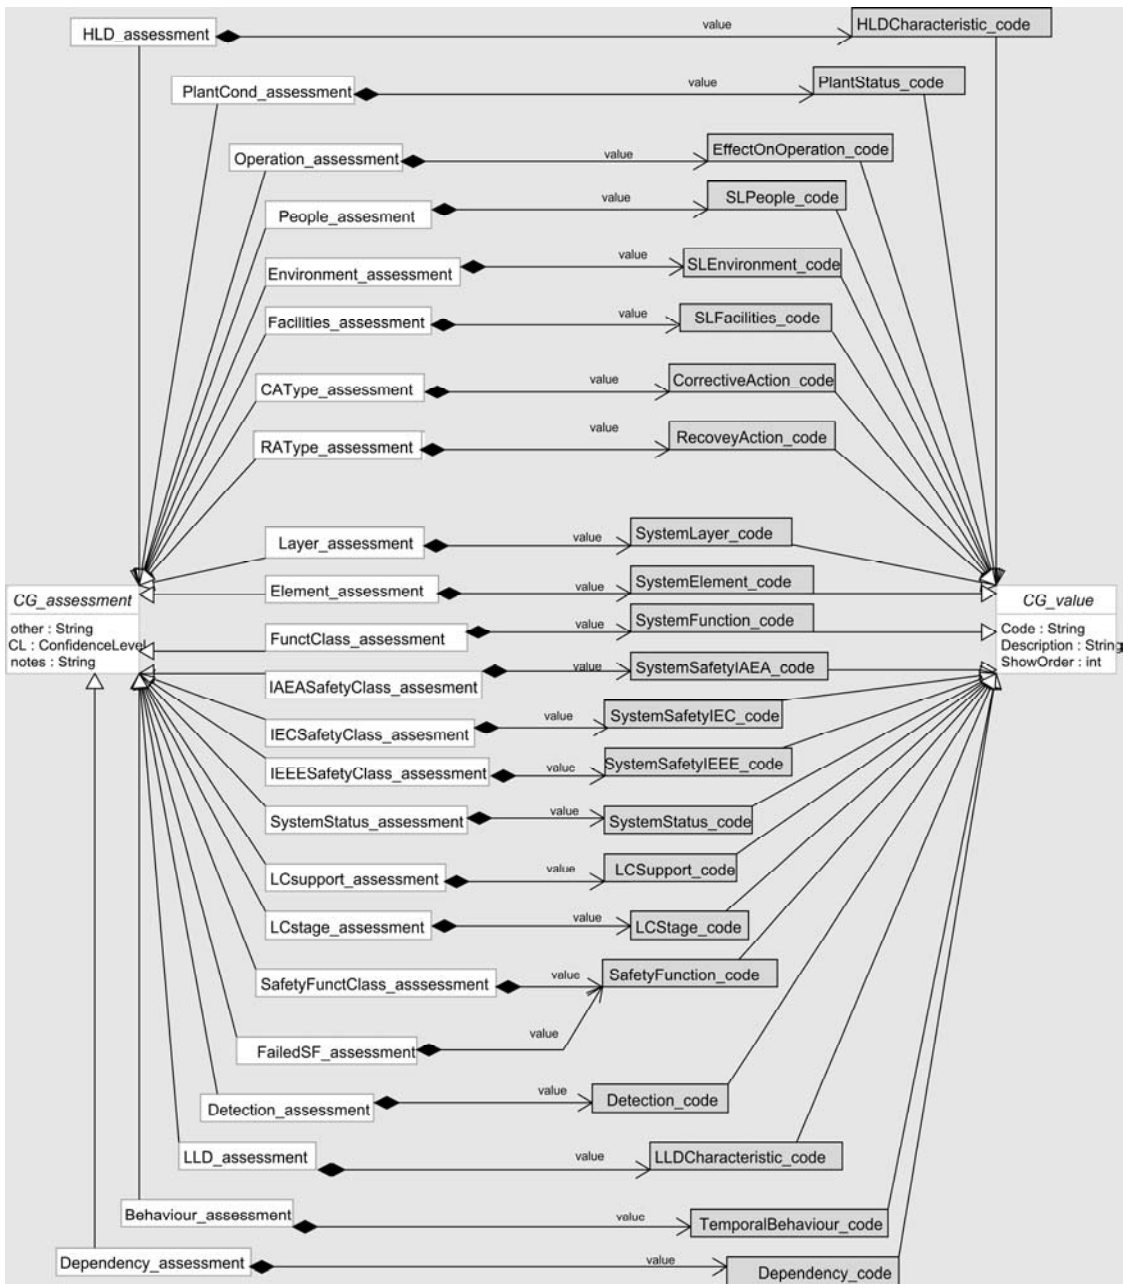 HLD_assessment value HLDCharacteristic_code
PlantCond_assessment value PlantStatus_code
Operation_assessment value EffectOnOperation_code
People_assesment value SLPeople_code
Environment_assessment value SLEnvironment_code
Facilities_assessment value SLFacilities_code
CAType_assessment value CorrectiveAction_code
RAType_assessment value RecoveyAction_code
Layer_assessment value SystemLayer_code
Element_assessment value SystemElement_code
CG_assessment
other : String
CL : ConfidenceLevel
notes : String
CG_value
Code : String
Description : String
ShowOrder : int
FunctClass_assessment value SystemFunction_code
IAEASafetyClass_assesment value SystemSafetyIAEA_code
IECSafetyClass_assesment value SystemSafetyIEC_code
IEEESafetyClass_assessment value SystemSafetyIEEE_code
SystemStatus_assessment value SystemStatus_code
LCsupport_assessment value LCSupport_code
LCstage_assessment value LCStage_code
SafetyFunctClass_asssessment value SafetyFunction_code
FailedSF_assessment value
Detection_assessment value Detection_code
LLD_assessment value LLDCharacteristic_code
Behaviour_assessment value TemporalBehaviour_code
Dependency_assessment value Dependency_code